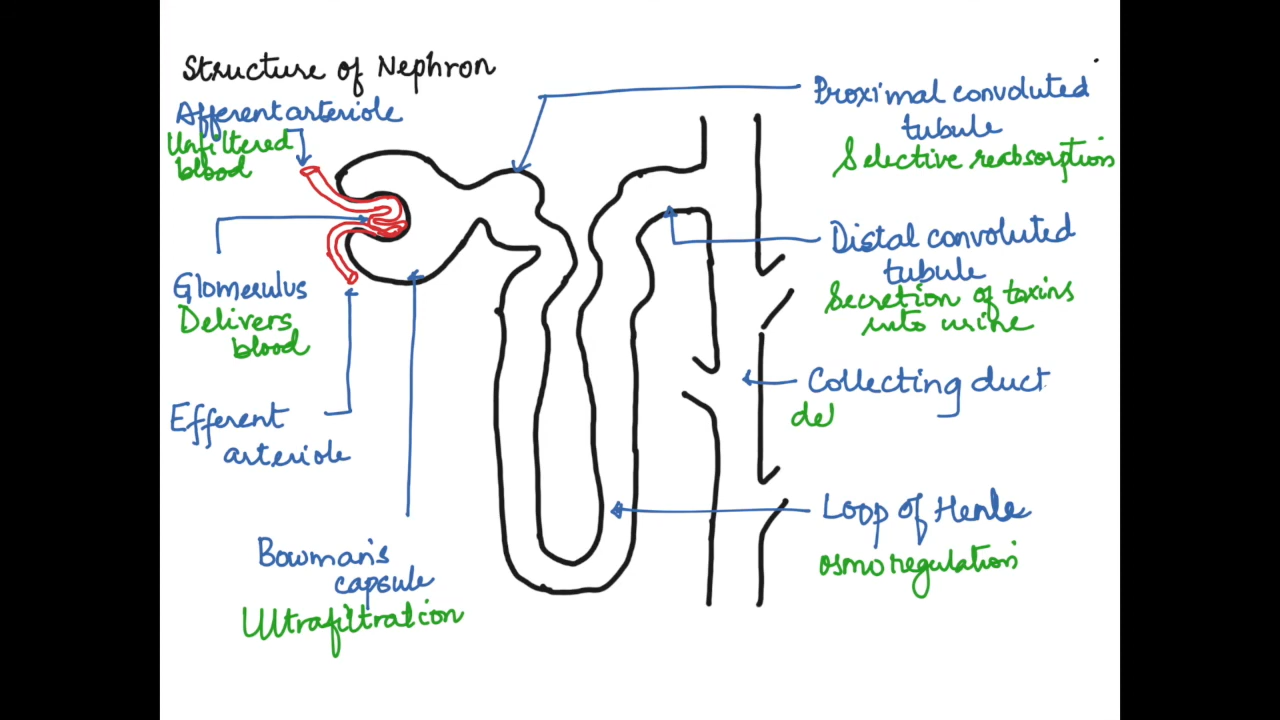 Structure of Nephron
Afferent arteriole
Unfiltered
blood
Glomerulus
Delivers
blood
Efferent
arteriole
Bowman's
capsule
Ultrafiltration
Proximal convoluted
tubule
Selective reabsorption
Distal convoluted
tubule
Secretion of toxins
into urine
Collecting duct
del
Loop of Henle
osmoregulation